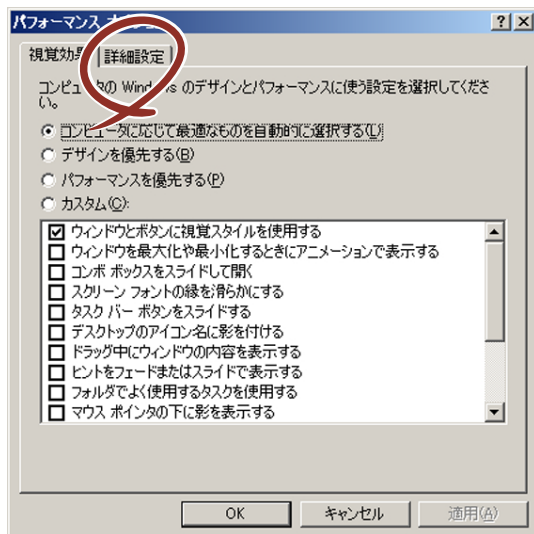 パフォーマンス
視覚効果 詳細設定
コンピュータの Windows のデザインとパフォーマンスに使う設定を選択してくださ
い。
コンピュータに応じて最適なものを自動的に選択する(L)
デザインを優先する(B)
パフォーマンスを優先する(P)
カスタム(C):
ウィンドウとボタンに視覚スタイルを使用する
ウィンドウを最大化や最小化するときにアニメーションで表示する
コンボ ボックスをスライドして開く
スクリーン フォントの縁を滑らかにする
タスク バー ボタンをスライドする
デスクトップのアイコン名に影を付ける
ドラッグ中にウィンドウの内容を表示する
ヒントをフェードまたはスライドで表示する
フォルダでよく使用するタスクを使用する
マウス ポインタの下に影を表示する
OK キャンセル 適用(A)